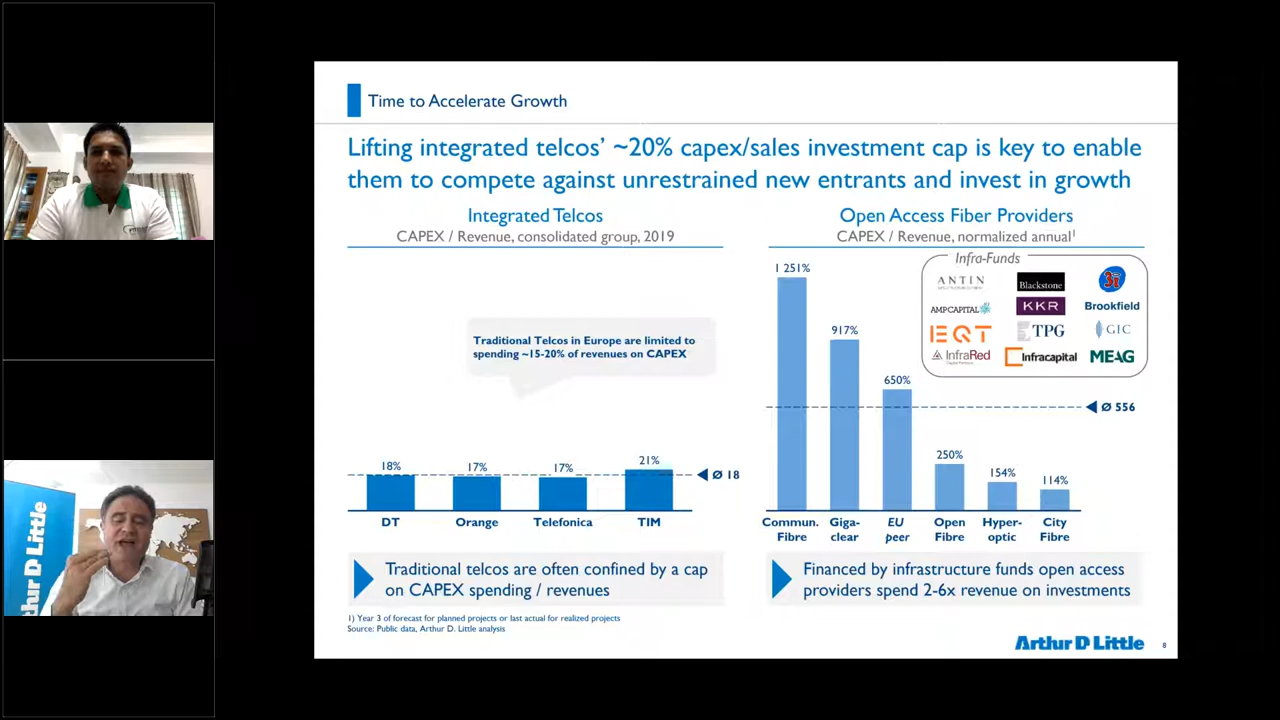 Time to Accelerate Growth
Lifting integrated telcos’ ~20% capex/sales investment cap is key to enable
them to compete against unrestrained new entrants and invest in growth
Integrated Telcos
CAPEX / Revenue, consolidated group, 2019
Traditional Telcos in Europe are limited to
spending ~15-20% of revenues on CAPEX
18%
17%
17%
21%
Ø 18
DT
Orange
Telefonica
TIM
Traditional telcos are often confined by a cap
on CAPEX spending / revenues
Open Access Fiber Providers
CAPEX / Revenue, normalized annual¹
Infra-Funds
ANTIN
Blackstone
3i
AMPCAPITAL
KKR
Brookfield
EQT
TPG
GIC
InfraRed
Infracapital
MEAG
1 251%
917%
650%
250%
154%
114%
Ø 556
Commun.
Fibre
Giga-
clear
EU
peer
Open
Fibre
Hyper-
optic
City
Fibre
Financed by infrastructure funds open access
providers spend 2-6x revenue on investments
1) Year 3 of forecast for planned projects or last actual for realized projects
Source: Public data, Arthur D. Little analysis
Arthur D Little
8
thur D Little